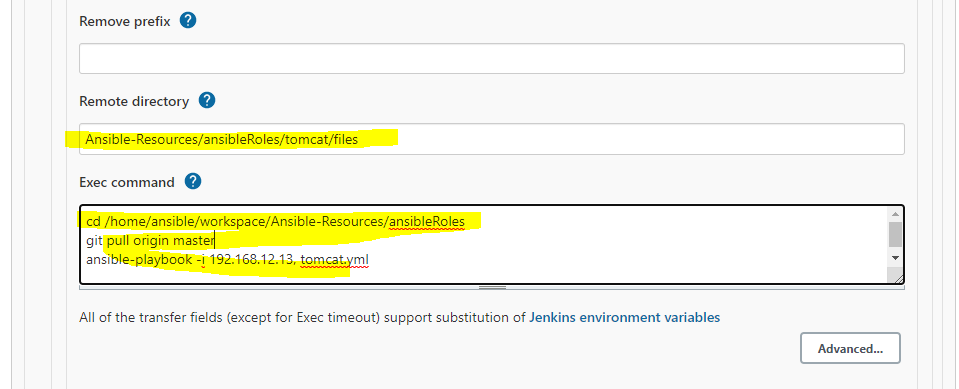 Remove prefix ?
Remote directory ?
Ansible-Resources/ansibleRoles/tomcat/files
Exec command ?
cd /home/ansible/workspace/Ansible-Resources/ansibleRoles
git pull origin master
ansible-playbook -i 192.168.12.13, tomcat.yml
All of the transfer fields (except for Exec timeout) support substitution of Jenkins environment variables
Advanced...